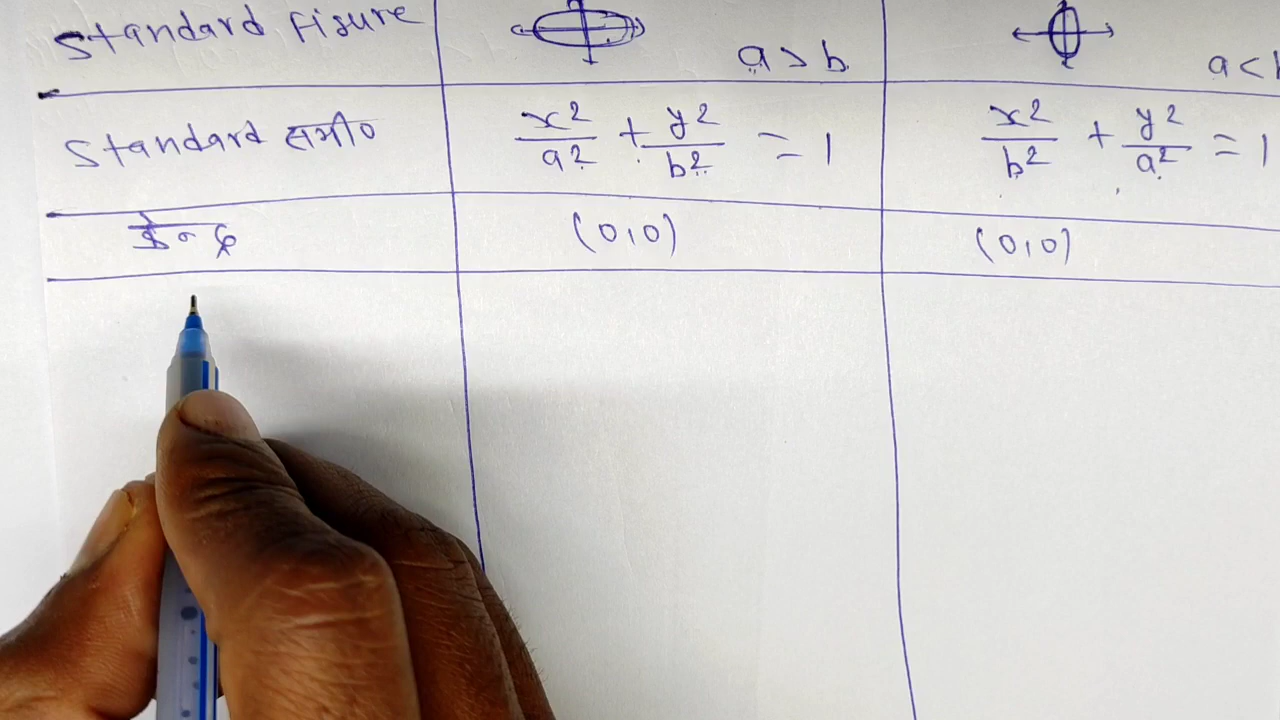 Standard Figure
a > b
a <
Standard समी०
x²/a² + y²/b² = 1
x²/b² + y²/a² = 1
केन्द्र
(0,0)
(0,0)